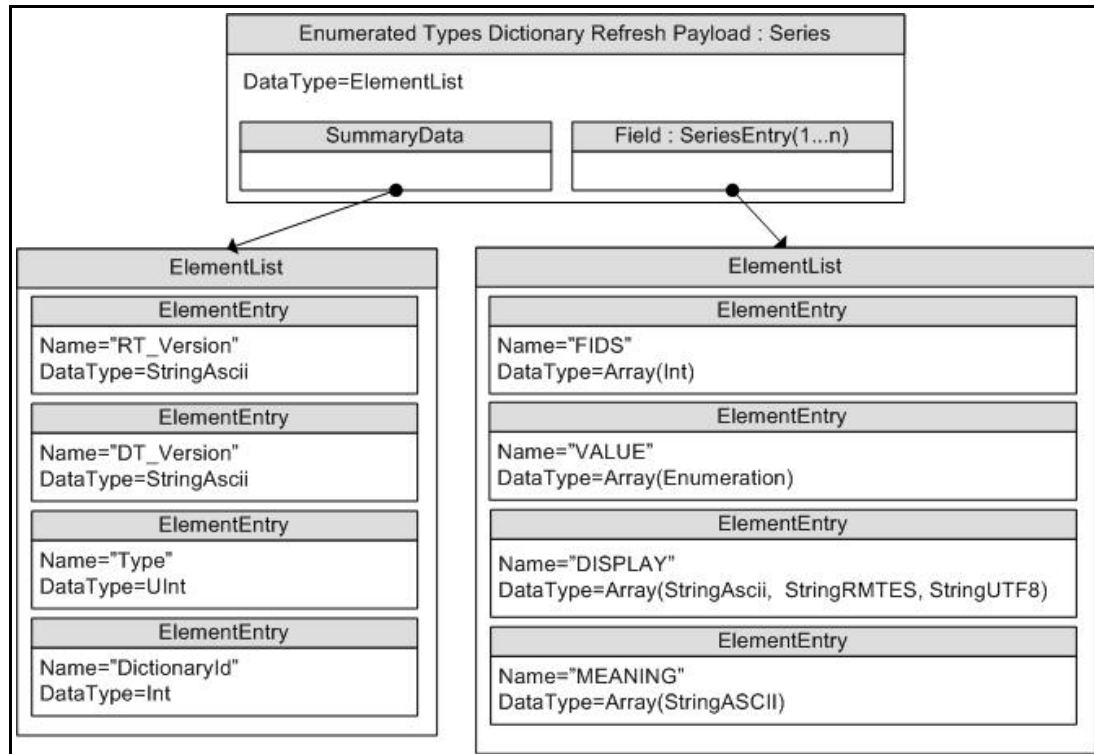 Enumerated Types Dictionary Refresh Payload : Series
DataType=ElementList
SummaryData
Field : SeriesEntry(1...n)
ElementList
ElementEntry
Name="RT_Version"
DataType=StringAscii
ElementEntry
Name="DT_Version"
DataType=StringAscii
ElementEntry
Name="Type"
DataType=UInt
ElementEntry
Name="DictionaryId"
DataType=Int
ElementList
ElementEntry
Name="FIDS"
DataType=Array(Int)
ElementEntry
Name="VALUE"
DataType=Array(Enumeration)
ElementEntry
Name="DISPLAY"
DataType=Array(StringAscii, StringRMTES, StringUTF8)
ElementEntry
Name="MEANING"
DataType=Array(StringASCII)